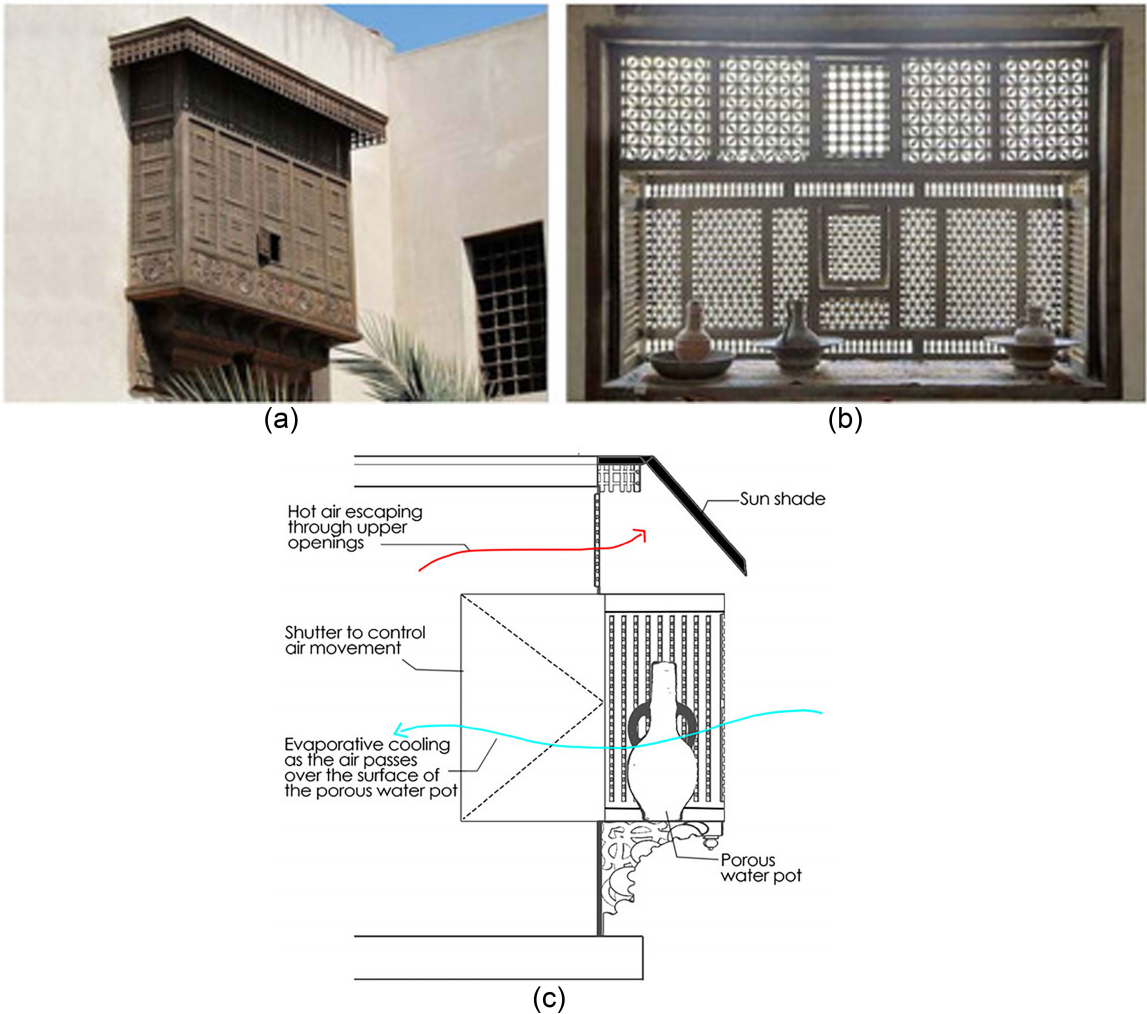 (a)
(b)
Hot air escaping
through upper
openings
Sun shade
Shutter to control
air movement
Evaporative cooling
as the air passes
over the surface of
the porous water pot
Porous
water pot
(c)